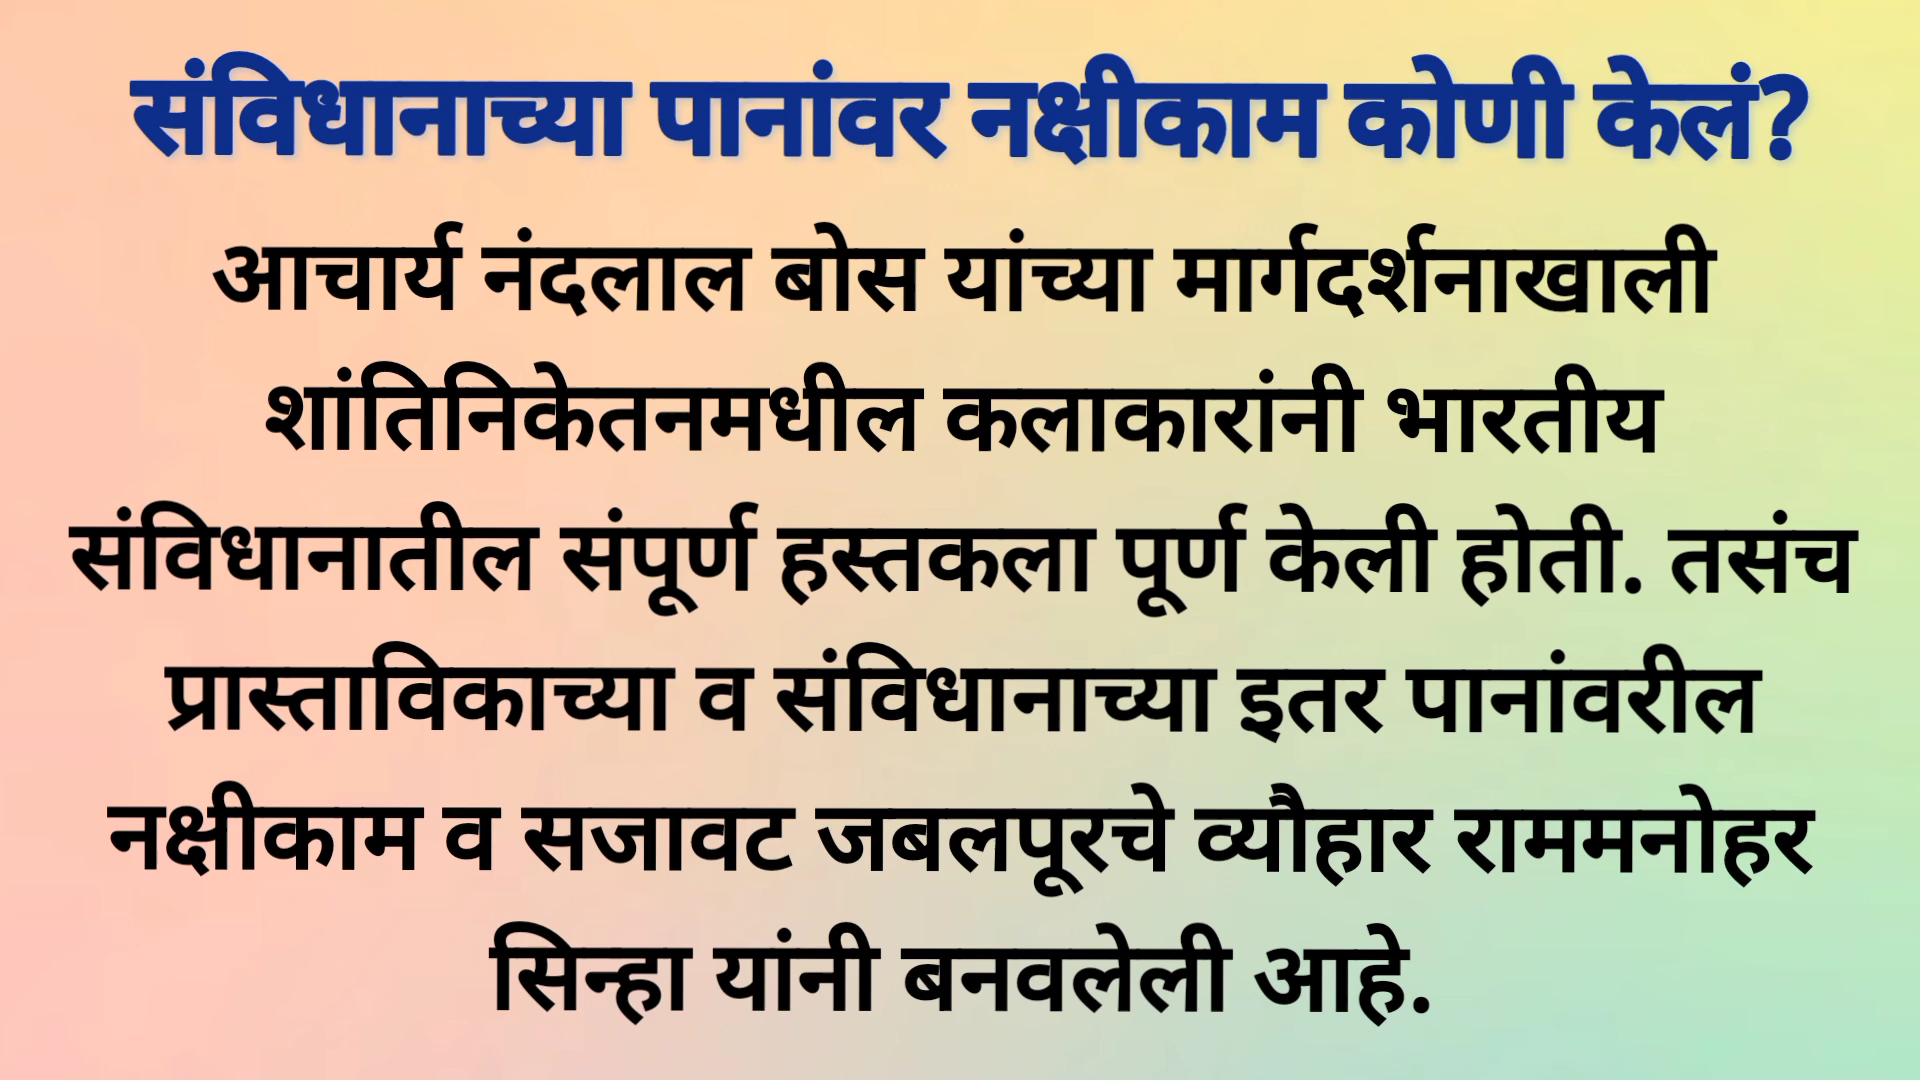 संविधानाच्या पानांवर नक्षीकाम कोणी केलं?
आचार्य नंदलाल बोस यांच्या मार्गदर्शनाखाली
शांतिनिकेतनमधील कलाकारांनी भारतीय
संविधानातील संपूर्ण हस्तकला पूर्ण केली होती. तसंच
प्रास्ताविकाच्या व संविधानाच्या इतर पानांवरील
नक्षीकाम व सजावट जबलपूरचे व्यौहार राममनोहर
सिन्हा यांनी बनवलेली आहे.